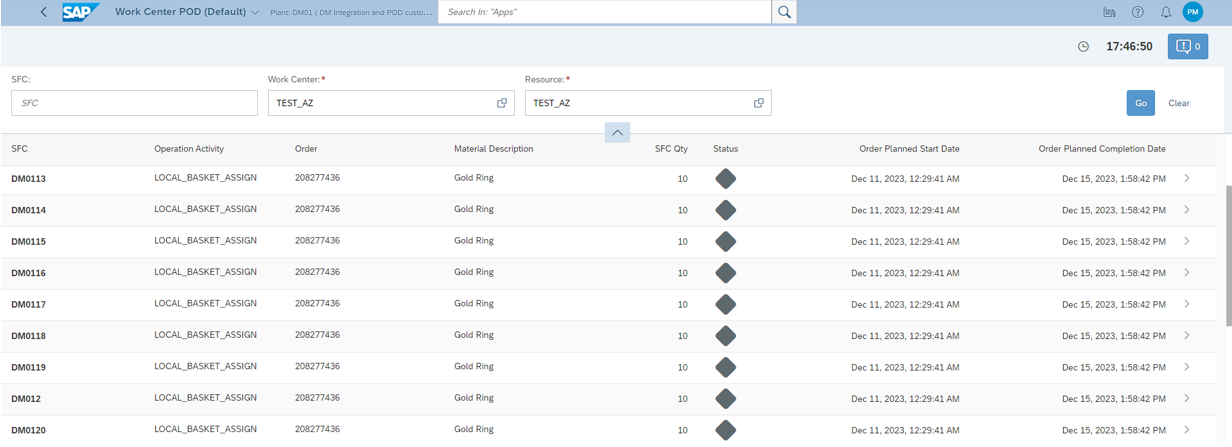 SAP Work Center POD (Default) Plant: DM01 ( DM Integration and POD custo... Search In: "Apps" PM
17:46:50 0
SFC: Work Center:* Resource:*
SFC TEST_AZ TEST_AZ Go Clear
SFC Operation Activity Order Material Description SFC Qty Status Order Planned Start Date Order Planned Completion Date
DM0113 LOCAL_BASKET_ASSIGN 208277436 Gold Ring 10 Dec 11, 2023, 12:29:41 AM Dec 15, 2023, 1:58:42 PM
DM0114 LOCAL_BASKET_ASSIGN 208277436 Gold Ring 10 Dec 11, 2023, 12:29:41 AM Dec 15, 2023, 1:58:42 PM
DM0115 LOCAL_BASKET_ASSIGN 208277436 Gold Ring 10 Dec 11, 2023, 12:29:41 AM Dec 15, 2023, 1:58:42 PM
DM0116 LOCAL_BASKET_ASSIGN 208277436 Gold Ring 10 Dec 11, 2023, 12:29:41 AM Dec 15, 2023, 1:58:42 PM
DM0117 LOCAL_BASKET_ASSIGN 208277436 Gold Ring 10 Dec 11, 2023, 12:29:41 AM Dec 15, 2023, 1:58:42 PM
DM0118 LOCAL_BASKET_ASSIGN 208277436 Gold Ring 10 Dec 11, 2023, 12:29:41 AM Dec 15, 2023, 1:58:42 PM
DM0119 LOCAL_BASKET_ASSIGN 208277436 Gold Ring 10 Dec 11, 2023, 12:29:41 AM Dec 15, 2023, 1:58:42 PM
DM012 LOCAL_BASKET_ASSIGN 208277436 Gold Ring 10 Dec 11, 2023, 12:29:41 AM Dec 15, 2023, 1:58:42 PM
DM0120 LOCAL_BASKET_ASSIGN 208277436 Gold Ring 10 Dec 11, 2023, 12:29:41 AM Dec 15, 2023, 1:58:42 PM